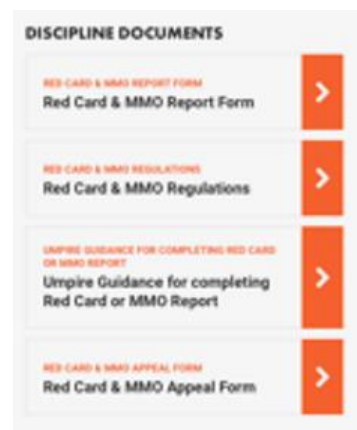 DISCIPLINE DOCUMENTS
RED CARD & MMO REPORT FORM
Red Card & MMO Report Form
RED CARD & MMO REGULATIONS
Red Card & MMO Regulations
UMPIRE GUIDANCE FOR COMPLETING RED CARD
OR MMO REPORT
Umpire Guidance for completing
Red Card or MMO Report
RED CARD & MMO APPEAL FORM
Red Card & MMO Appeal Form